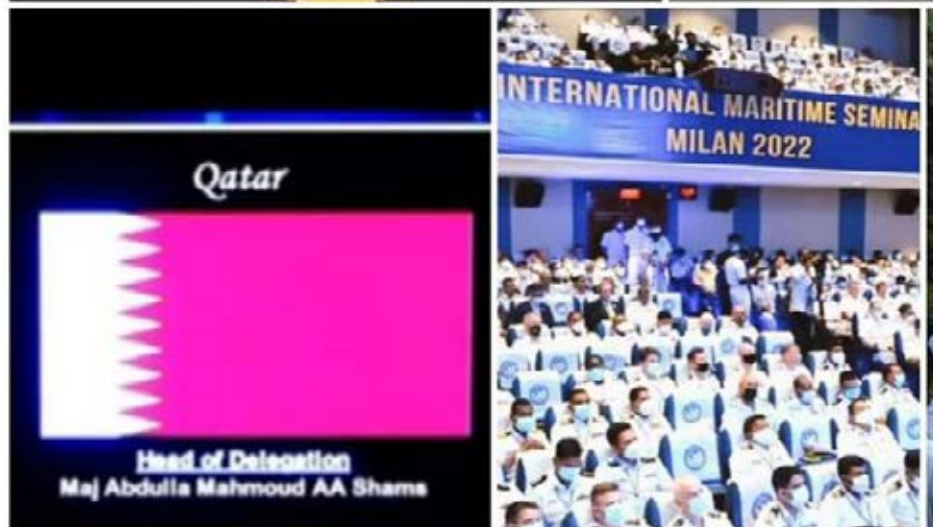 Qatar
Head of Delegation
Maj Abdulla Mahmoud AA Shams
INTERNATIONAL MARITIME SEMINA
MILAN 2022